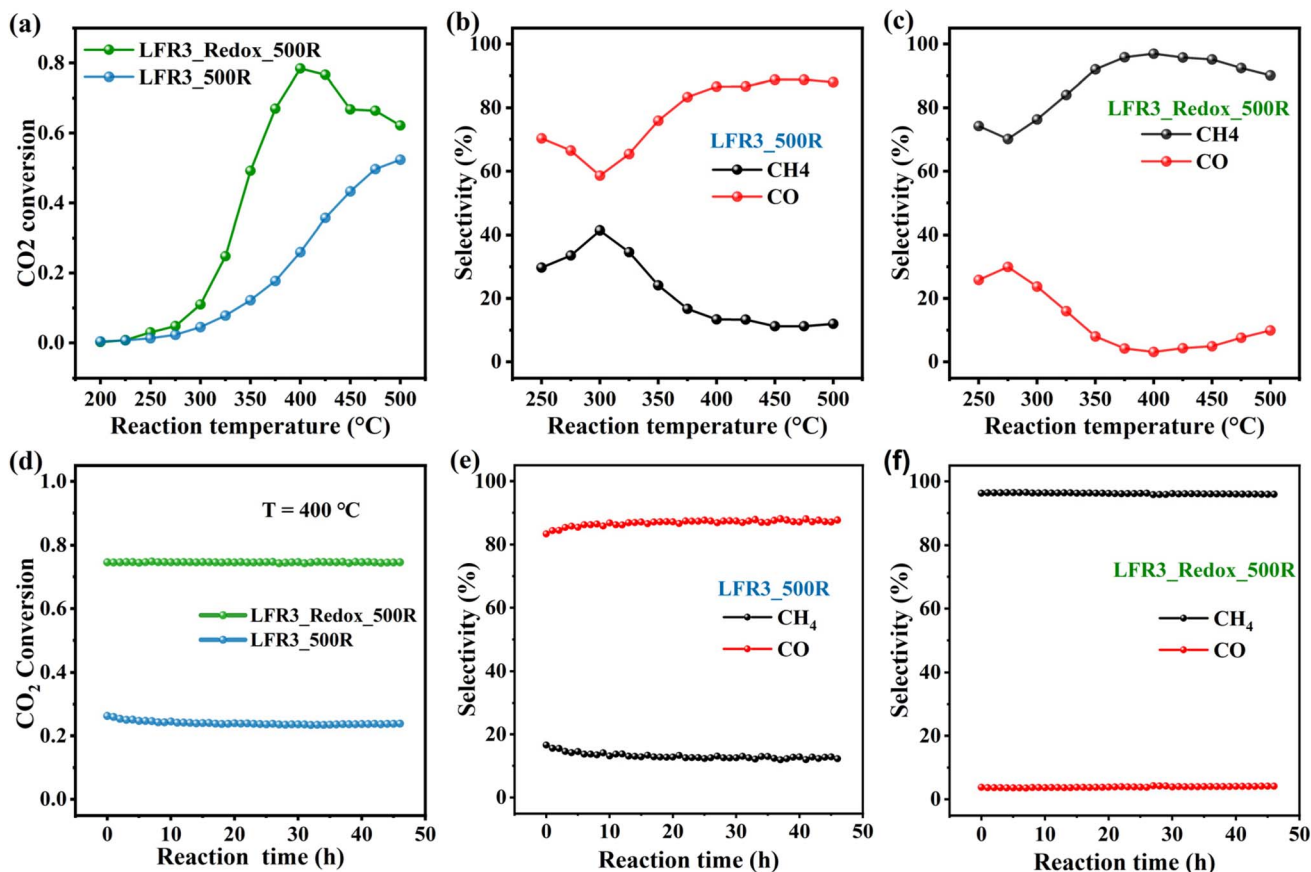 (a)
LFR3_Redox_500R
LFR3_500R
CO2 conversion
0.8
0.6
0.4
0.2
0.0
200 250 300 350 400 450 500
Reaction temperature (°C)
(b)
Selectivity (%)
100
80
60
40
20
0
LFR3_500R
CH4
CO
250 300 350 400 450 500
Reaction temperature (°C)
(c)
Selectivity (%)
100
80
60
40
20
0
LFR3_Redox_500R
CH4
CO
250 300 350 400 450 500
Reaction temperature (°C)
(d)
CO₂ Conversion
1.0
0.8
0.6
0.4
0.2
0.0
T = 400 °C
LFR3_Redox_500R
LFR3_500R
0 10 20 30 40 50
Reaction time (h)
(e)
Selectivity (%)
100
80
60
40
20
0
LFR3_500R
CH₄
CO
0 10 20 30 40 50
Reaction time (h)
(f)
Selectivity (%)
100
80
60
40
20
0
LFR3_Redox_500R
CH₄
CO
0 10 20 30 40 50
Reaction time (h)